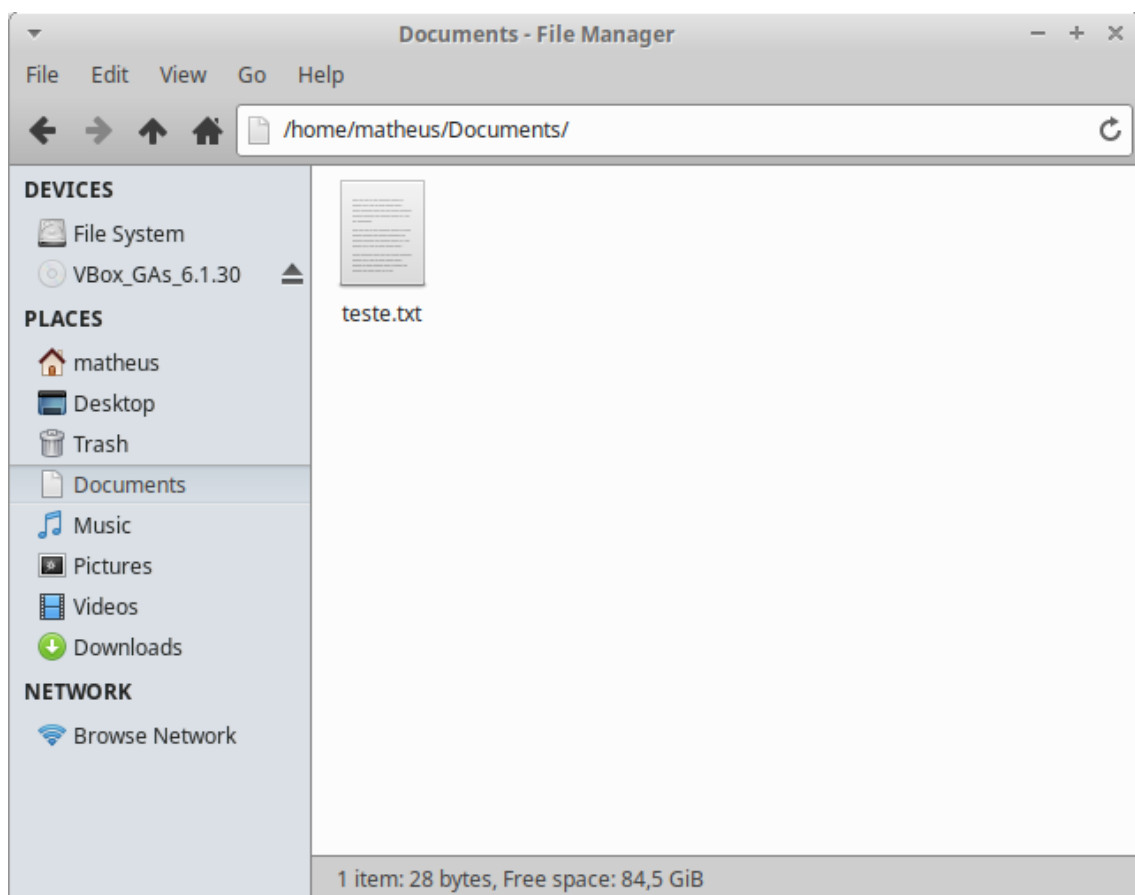 Documents - File Manager
File Edit View Go Help
/home/matheus/Documents/
DEVICES
File System
VBox_GAs_6.1.30
PLACES
matheus
Desktop
Trash
Documents
Music
Pictures
Videos
Downloads
NETWORK
Browse Network
teste.txt
1 item: 28 bytes, Free space: 84,5 GiB